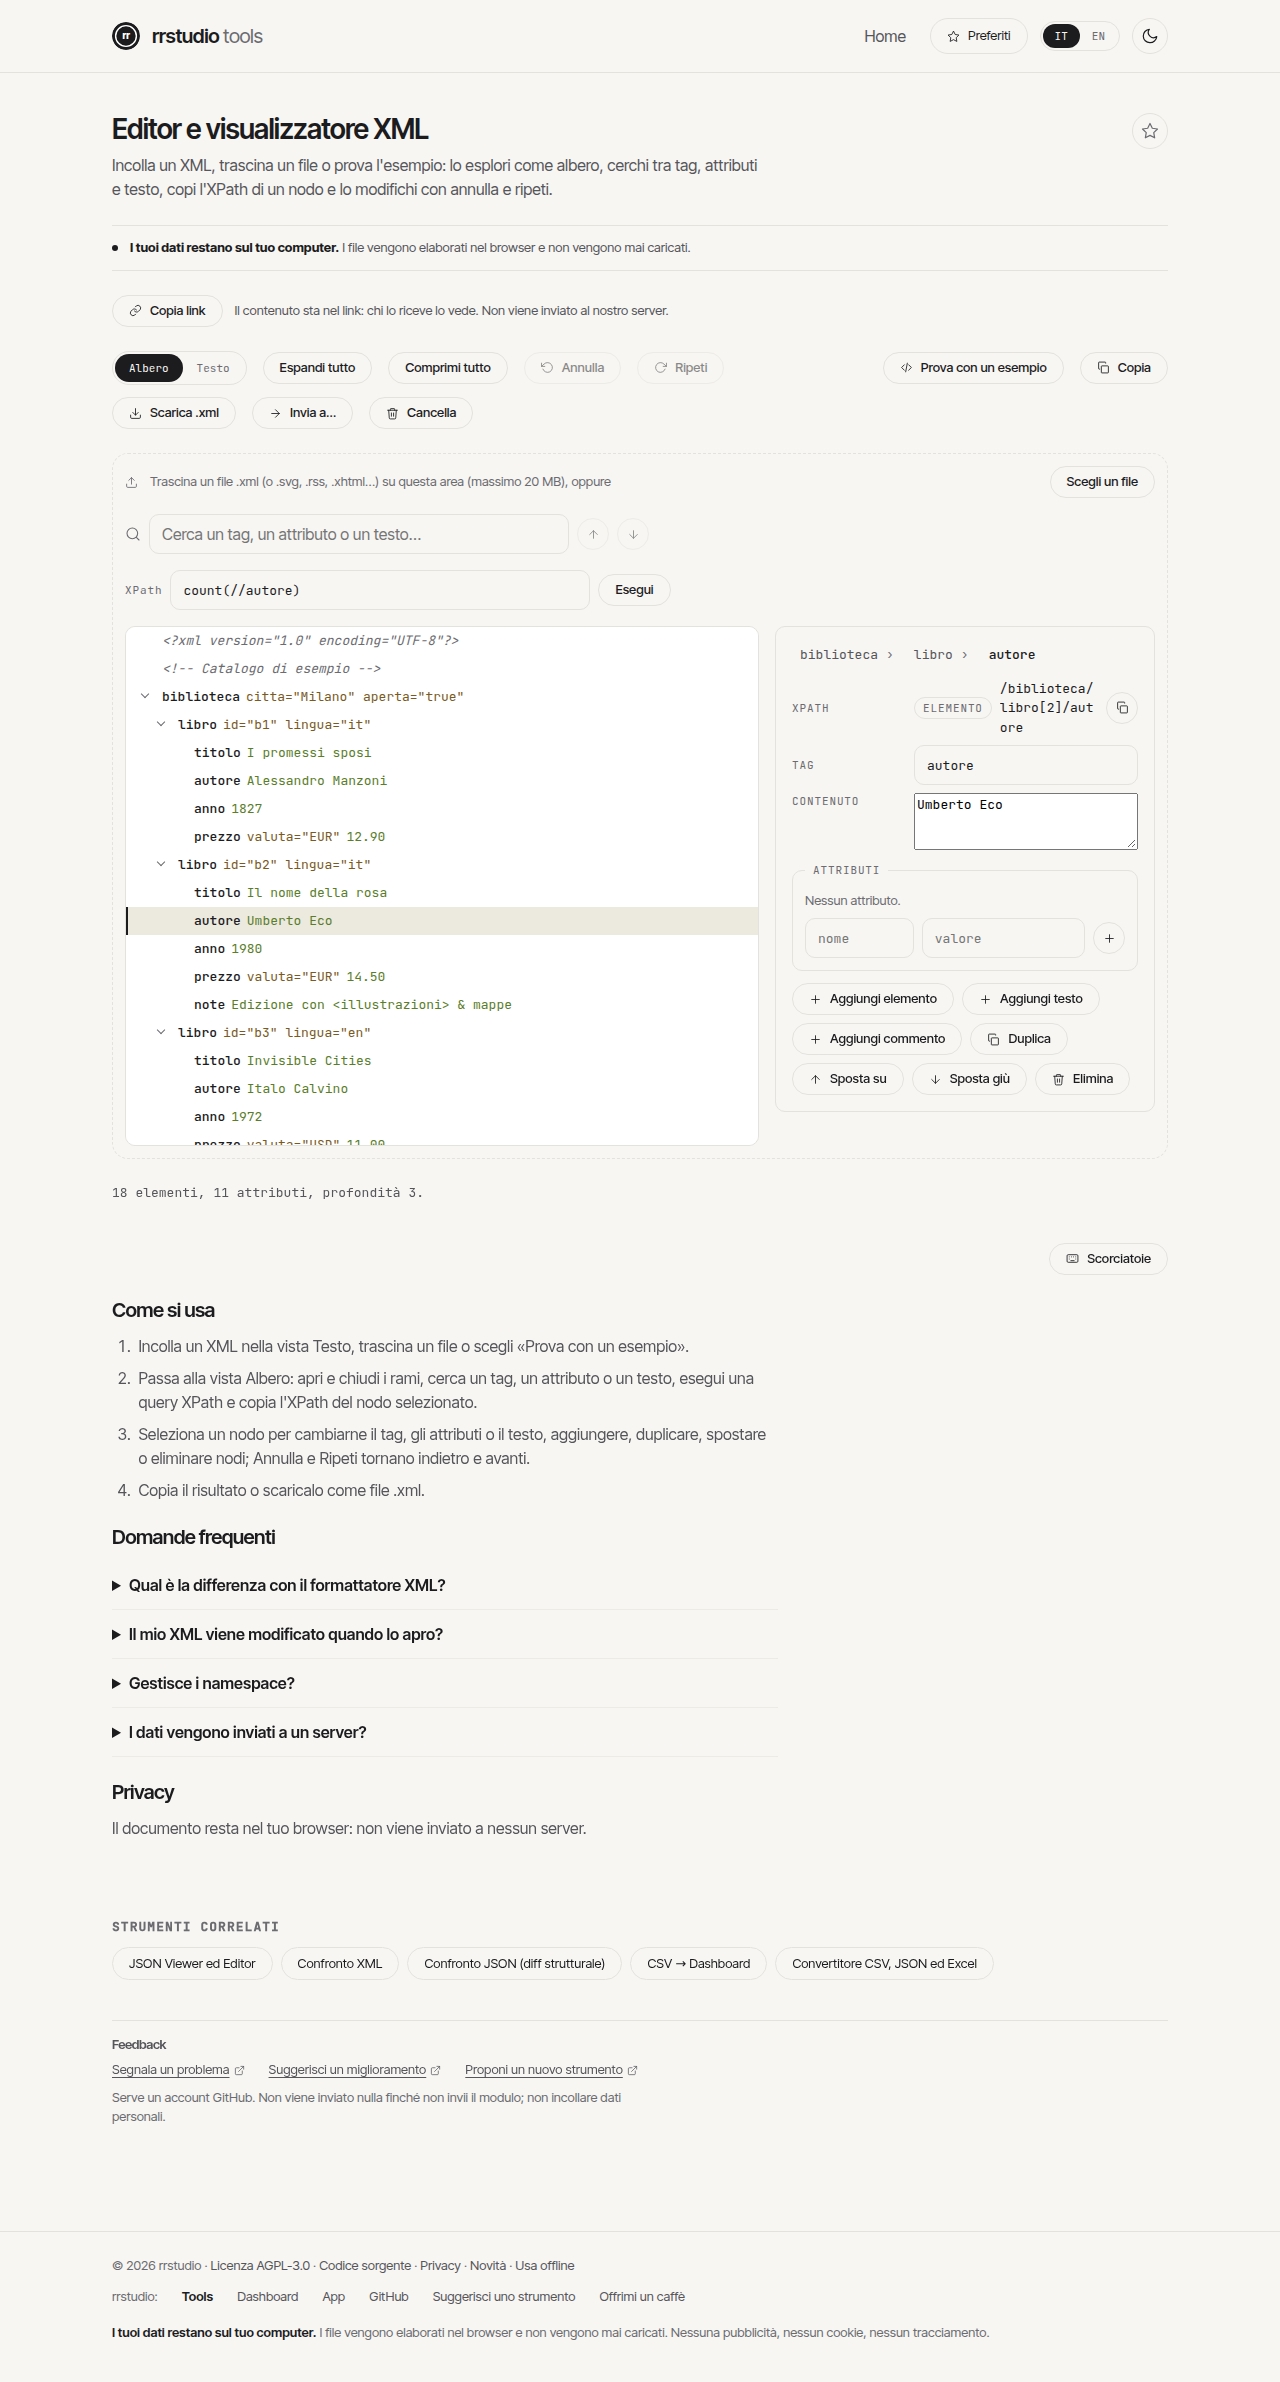 rr rrstudio tools
Home
Preferiti
IT EN
Editor e visualizzatore XML
Incolla un XML, trascina un file o prova l'esempio: lo esplori come albero, cerchi tra tag, attributi
e testo, copi l'XPath di un nodo e lo modifichi con annulla e ripeti.
I tuoi dati restano sul tuo computer. I file vengono elaborati nel browser e non vengono mai caricati.
Copia link Il contenuto sta nel link: chi lo riceve lo vede. Non viene inviato al nostro server.
Albero Testo Espandi tutto Comprimi tutto Annulla Ripeti Prova con un esempio Copia
Scarica .xml Invia a... Cancella
Trascina un file .xml (o .svg, .rss, .xhtml...) su questa area (massimo 20 MB), oppure Scegli un file
Cerca un tag, un attributo o un testo...
XPath count(//autore) Esegui
<?xml version="1.0" encoding="UTF-8"?>
<!-- Catalogo di esempio -->
biblioteca citta="Milano" aperta="true"
libro id="b1" lingua="it"
titolo I promessi sposi
autore Alessandro Manzoni
anno 1827
prezzo valuta="EUR" 12.90
libro id="b2" lingua="it"
titolo Il nome della rosa
autore Umberto Eco
anno 1980
prezzo valuta="EUR" 14.50
note Edizione con <illustrazioni> & mappe
libro id="b3" lingua="en"
titolo Invisible Cities
autore Italo Calvino
anno 1972
prezzo valuta="USD" 11.00
biblioteca › libro › autore
XPATH ELEMENTO /biblioteca/
libro[2]/aut
ore
TAG autore
CONTENUTO Umberto Eco
ATTRIBUTI
Nessun attributo.
nome valore
Aggiungi elemento Aggiungi testo
Aggiungi commento Duplica
Sposta su Sposta giù Elimina
18 elementi, 11 attributi, profondità 3.
Scorciatoie
Come si usa
1. Incolla un XML nella vista Testo, trascina un file o scegli «Prova con un esempio».
2. Passa alla vista Albero: apri e chiudi i rami, cerca un tag, un attributo o un testo, esegui una
query XPath e copia l'XPath del nodo selezionato.
3. Seleziona un nodo per cambiarne il tag, gli attributi o il testo, aggiungere, duplicare, spostare
o eliminare nodi; Annulla e Ripeti tornano indietro e avanti.
4. Copia il risultato o scaricalo come file .xml.
Domande frequenti
Qual è la differenza con il formattatore XML?
Il mio XML viene modificato quando lo apro?
Gestisce i namespace?
I dati vengono inviati a un server?
Privacy
Il documento resta nel tuo browser: non viene inviato a nessun server.
STRUMENTI CORRELATI
JSON Viewer ed Editor Confronto XML Confronto JSON (diff strutturale) CSV → Dashboard Convertitore CSV, JSON ed Excel
Feedback
Segnala un problema Suggerisci un miglioramento Proponi un nuovo strumento
Serve un account GitHub. Non viene inviato nulla finché non invii il modulo; non incollare dati
personali.
© 2026 rrstudio · Licenza AGPL-3.0 · Codice sorgente · Privacy · Novità · Usa offline
rrstudio: Tools Dashboard App GitHub Suggerisci uno strumento Offrimi un caffè
I tuoi dati restano sul tuo computer. I file vengono elaborati nel browser e non vengono mai caricati. Nessuna pubblicità, nessun cookie, nessun tracciamento.